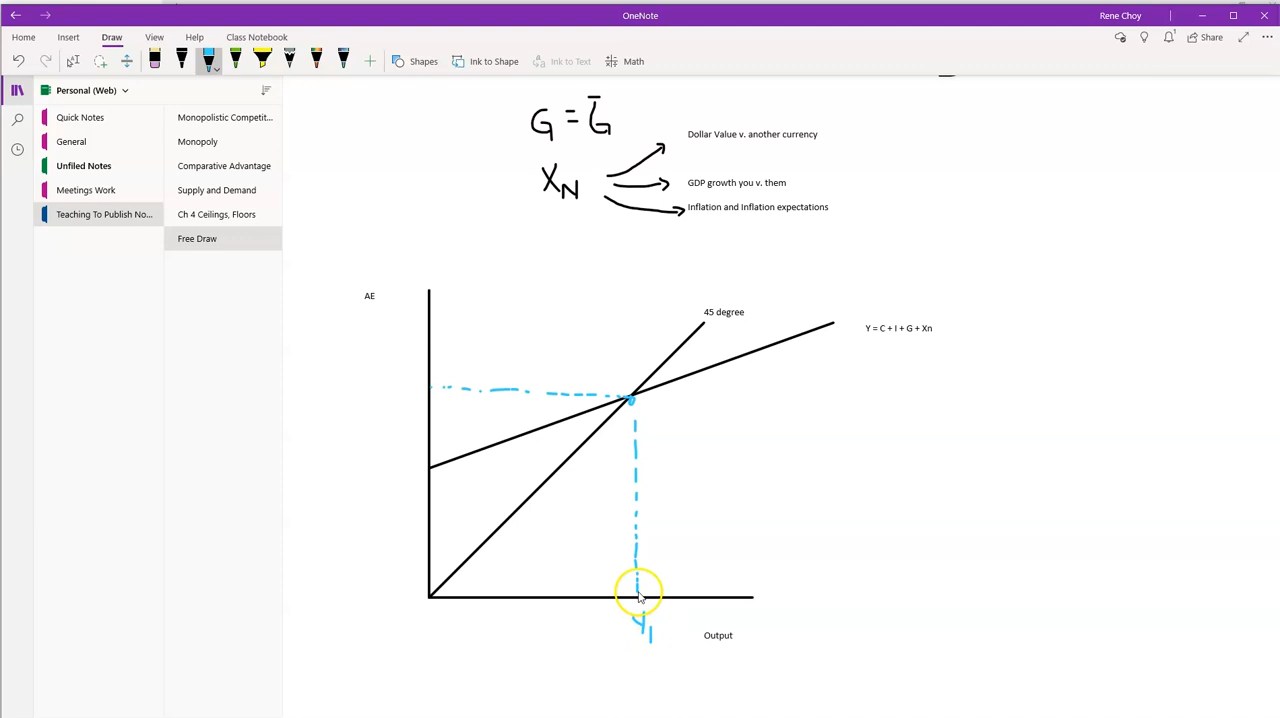 OneNote
Rene Choy
Home Insert Draw View Help Class Notebook
Share
Shapes Ink to Shape Ink to Text Math
Personal (Web)
Quick Notes
General
Unfiled Notes
Meetings Work
Teaching To Publish No...
Monopolistic Competit...
Monopoly
Comparative Advantage
Supply and Demand
Ch 4 Ceilings, Floors
Free Draw
G = G̅
XN
Dollar Value v. another currency
GDP growth you v. them
Inflation and Inflation expectations
AE
45 degree
Y = C + I + G + Xn
Y1
Output